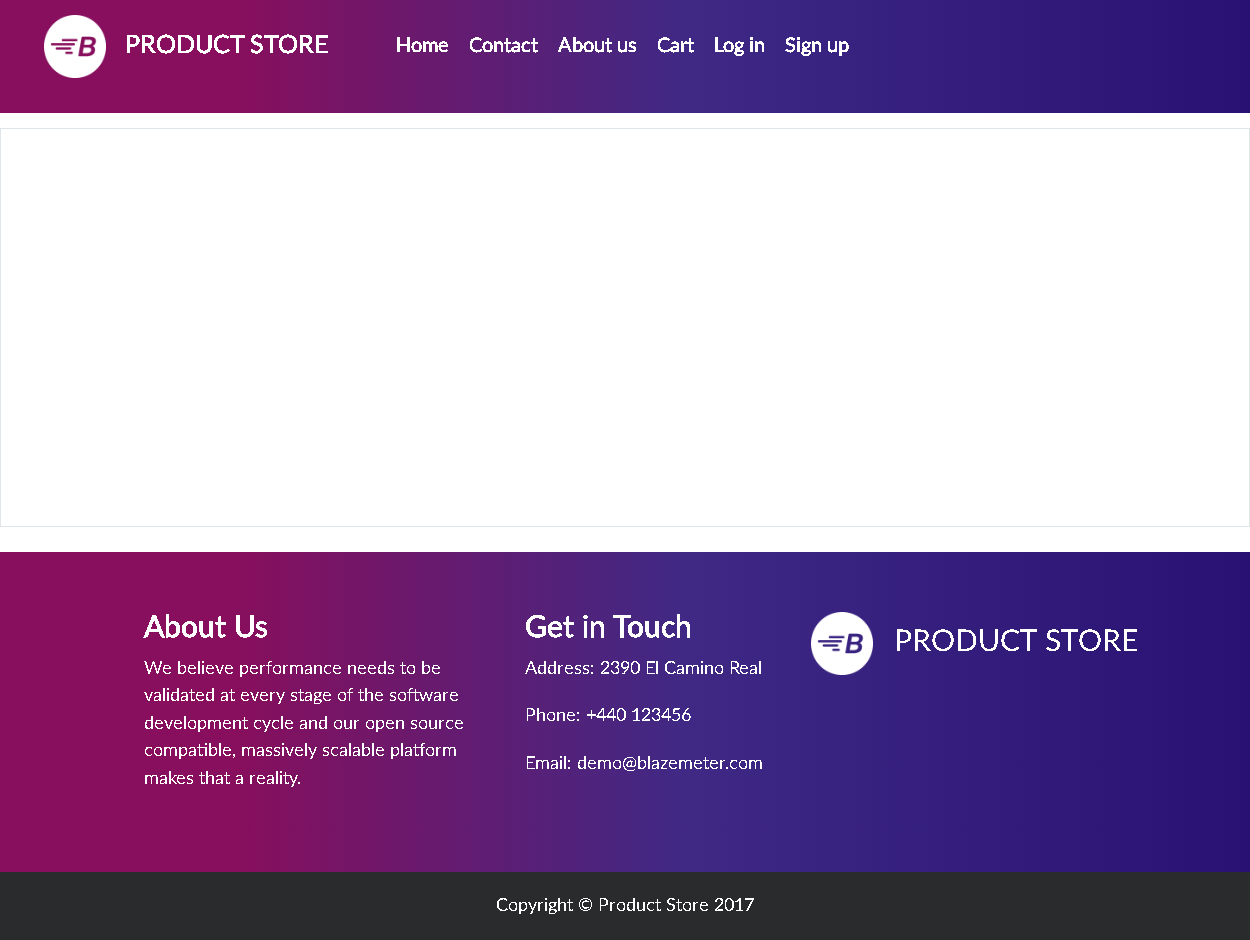 B PRODUCT STORE Home Contact About us Cart Log in Sign up
About Us
We believe performance needs to be
validated at every stage of the software
development cycle and our open source
compatible, massively scalable platform
makes that a reality.
Get in Touch
Address: 2390 El Camino Real
Phone: +440 123456
Email: demo@blazemeter.com
B PRODUCT STORE
Copyright © Product Store 2017